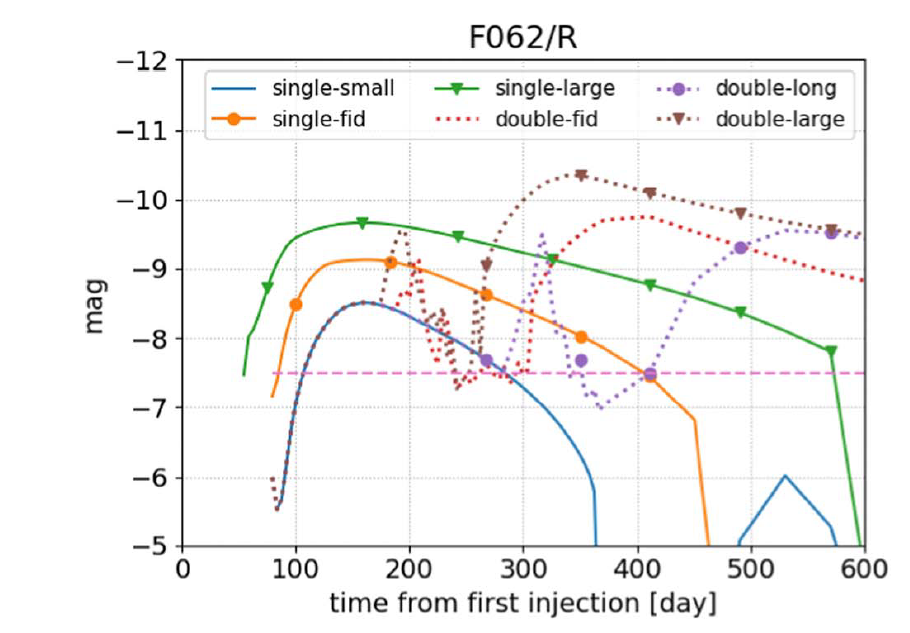 F062/R
single-small
single-fid
single-large
double-fid
double-long
double-large
−12
−11
−10
−9
−8
−7
−6
−5
mag
0 100 200 300 400 500 600
time from first injection [day]